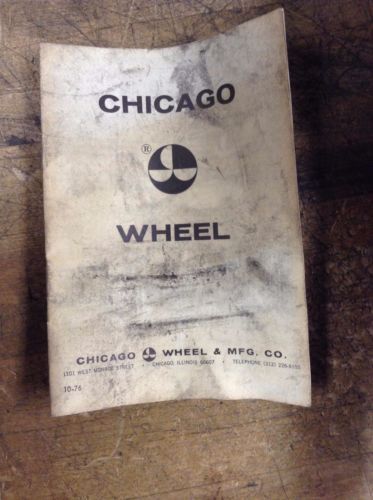 CHICAGO
®
WHEEL
CHICAGO WHEEL & MFG. CO.
1101 WEST MONROE STREET • CHICAGO, ILLINOIS 60607 • TELEPHONE (312) 226-8155
10-76